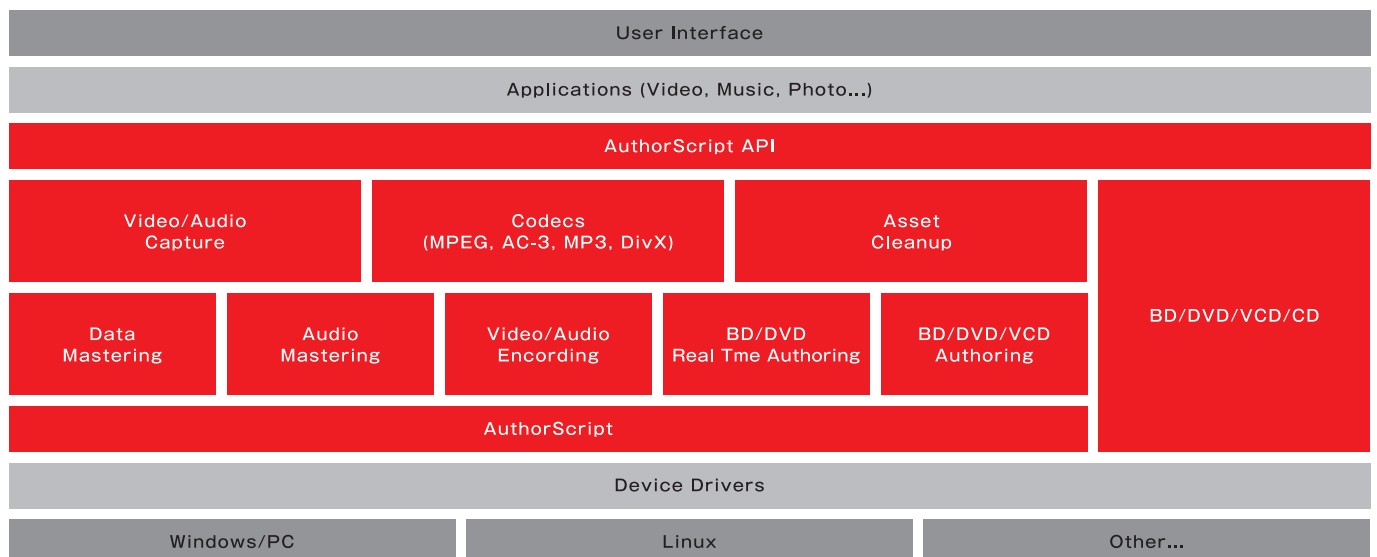 User Interface
Applications (Video, Music, Photo...)
AuthorScript API
Video/Audio
Capture
Codecs
(MPEG, AC-3, MP3, DivX)
Asset
Cleanup
BD/DVD/VCD/CD
Data
Mastering
Audio
Mastering
Video/Audio
Encording
BD/DVD
Real Tme Authoring
BD/DVD/VCD
Authoring
AuthorScript
Device Drivers
Windows/PC
Linux
Other...